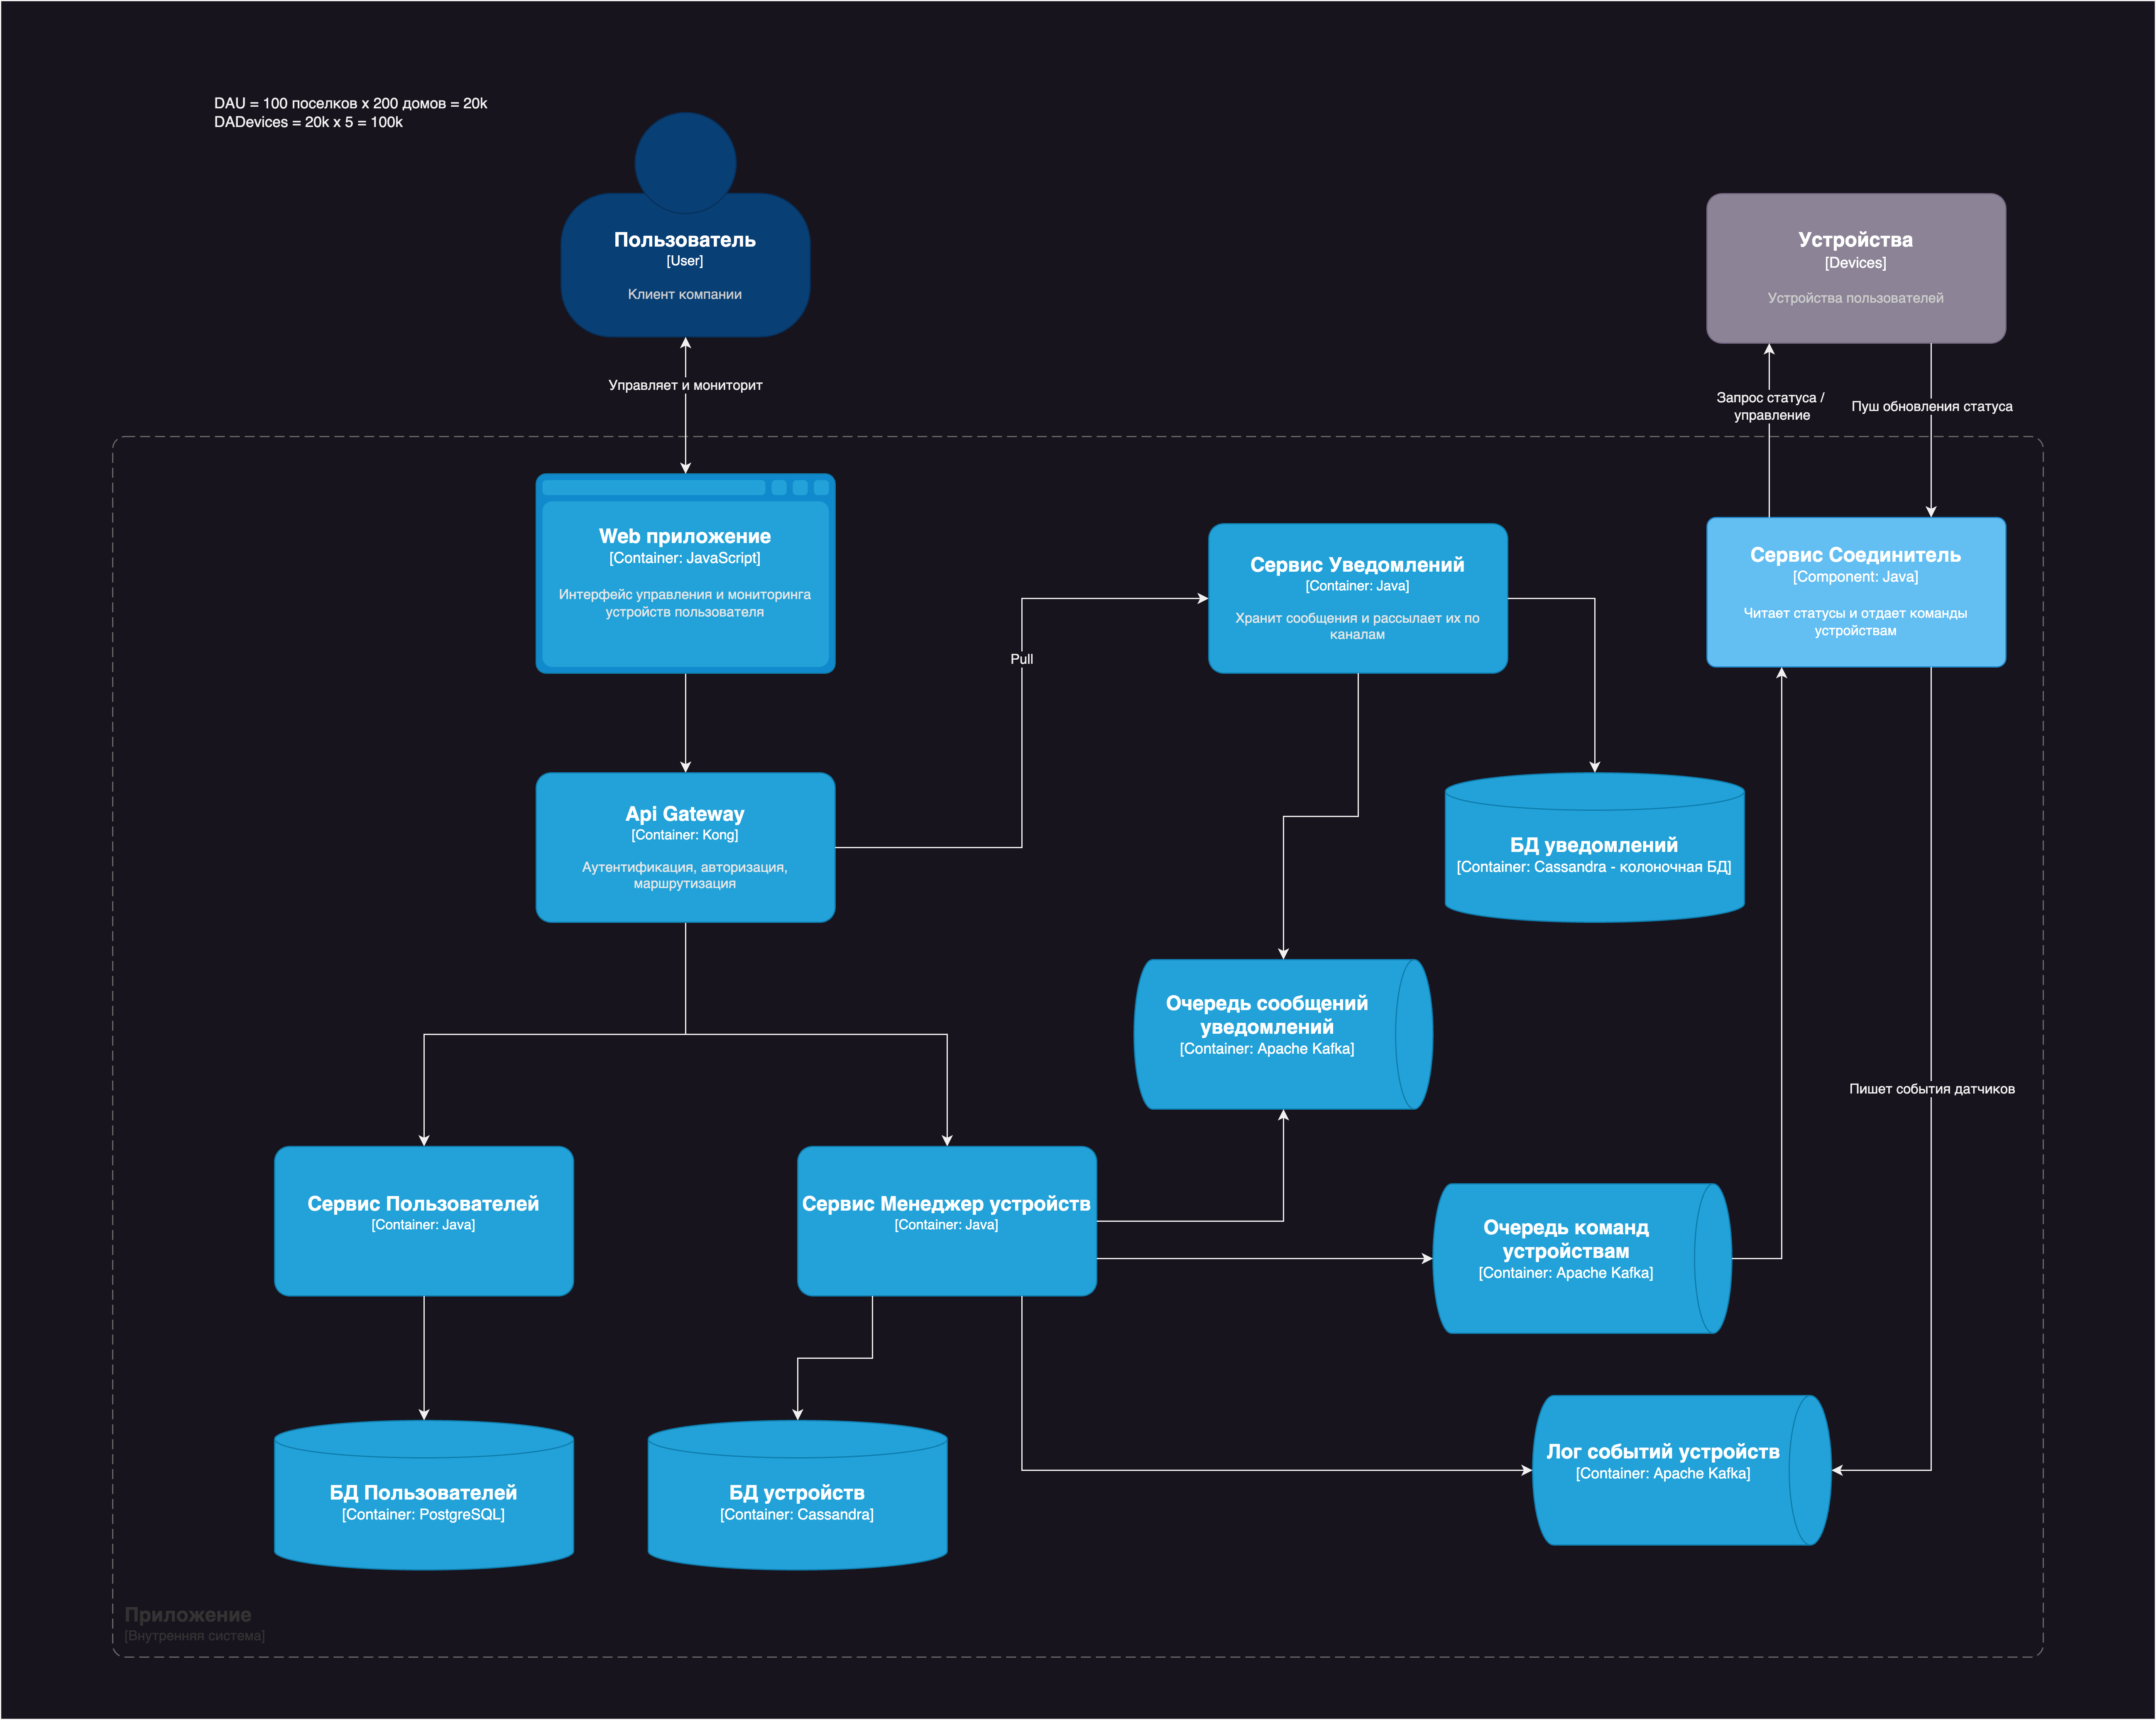 DAU = 100 поселков x 200 домов = 20k
DADevices = 20k x 5 = 100k
Пользователь
[User]
Клиент компании
Устройства
[Devices]
Устройства пользователей
Управляет и мониторит
Запрос статуса /
управление
Пуш обновления статуса
Web приложение
[Container: JavaScript]
Интерфейс управления и мониторинга
устройств пользователя
Сервис Уведомлений
[Container: Java]
Хранит сообщения и рассылает их по
каналам
Сервис Соединитель
[Component: Java]
Читает статусы и отдает команды
устройствам
Pull
Api Gateway
[Container: Kong]
Аутентификация, авторизация,
маршрутизация
БД уведомлений
[Container: Cassandra - колоночная БД]
Очередь сообщений
уведомлений
[Container: Apache Kafka]
Пишет события датчиков
Сервис Пользователей
[Container: Java]
Сервис Менеджер устройств
[Container: Java]
Очередь команд
устройствам
[Container: Apache Kafka]
БД Пользователей
[Container: PostgreSQL]
БД устройств
[Container: Cassandra]
Лог событий устройств
[Container: Apache Kafka]
Приложение
[Внутренняя система]